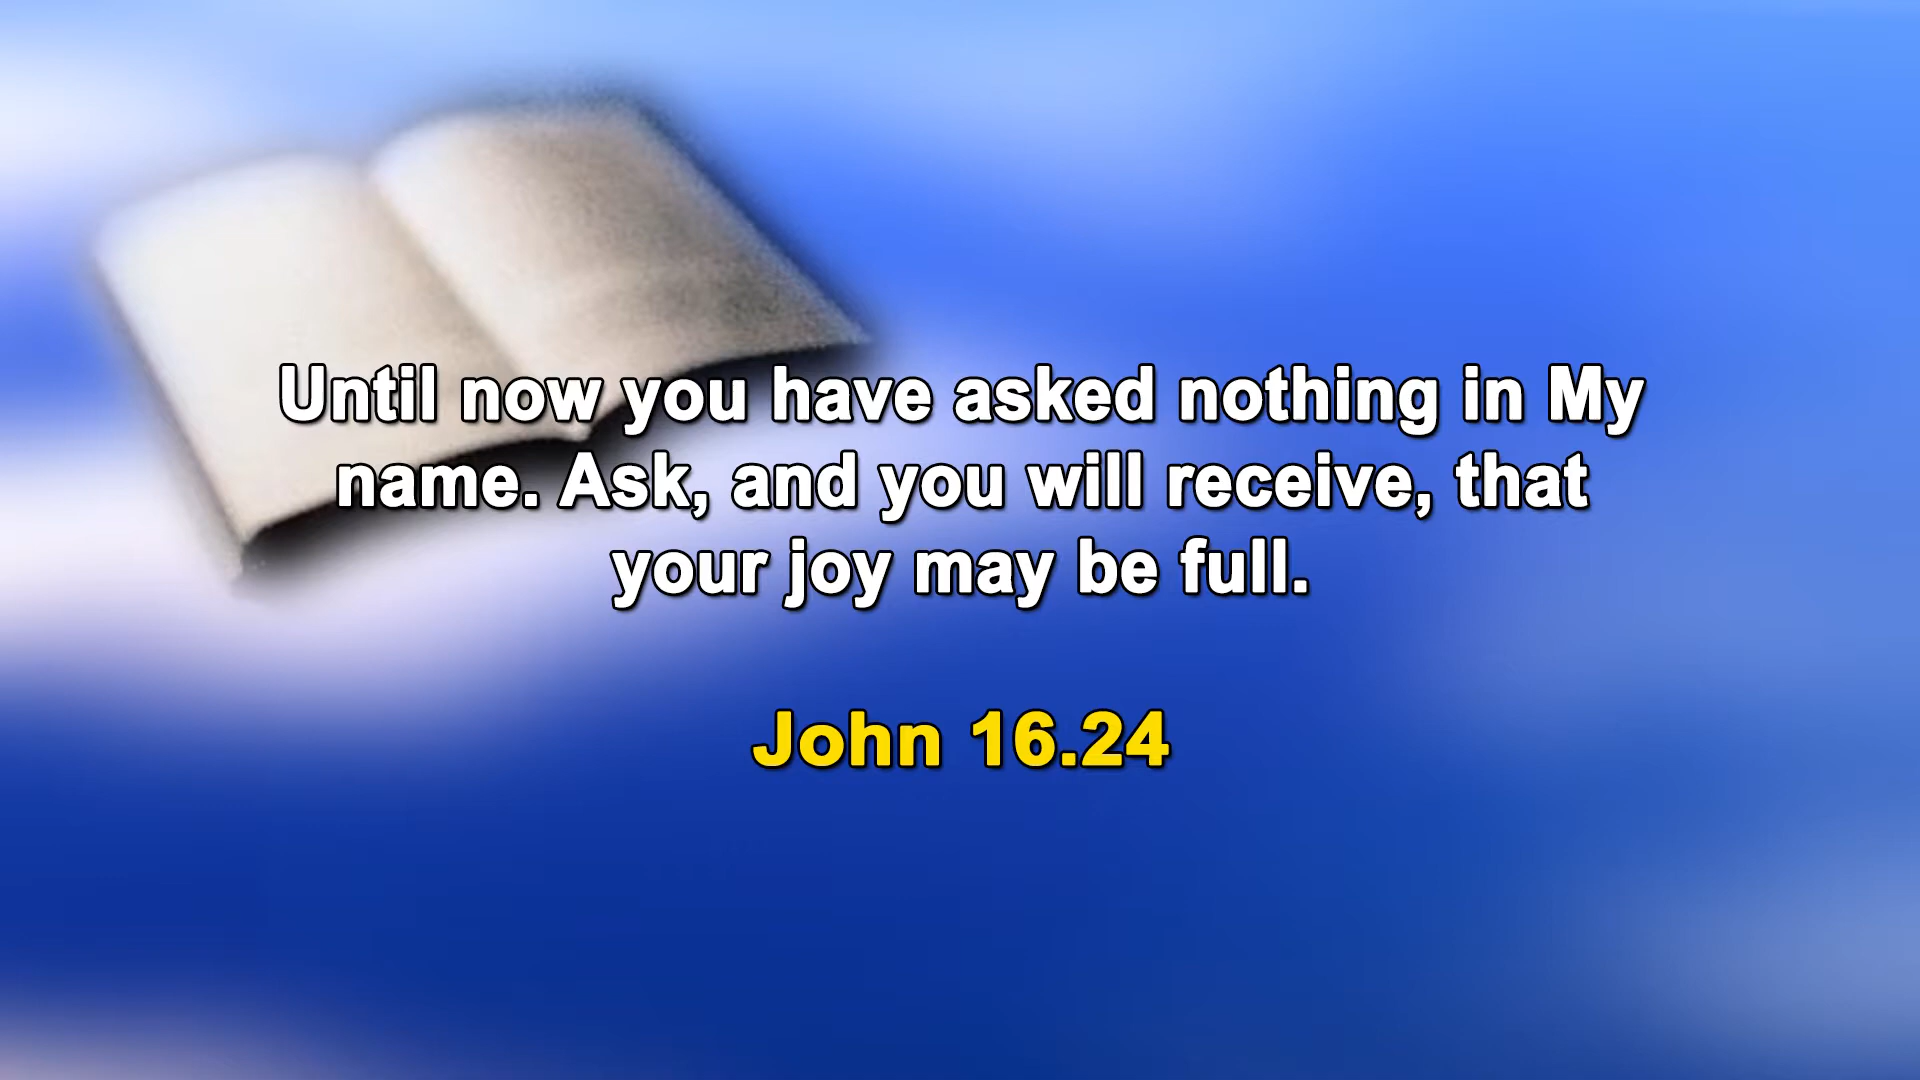 Until now you have asked nothing in My
name. Ask, and you will receive, that
your joy may be full.
John 16.24